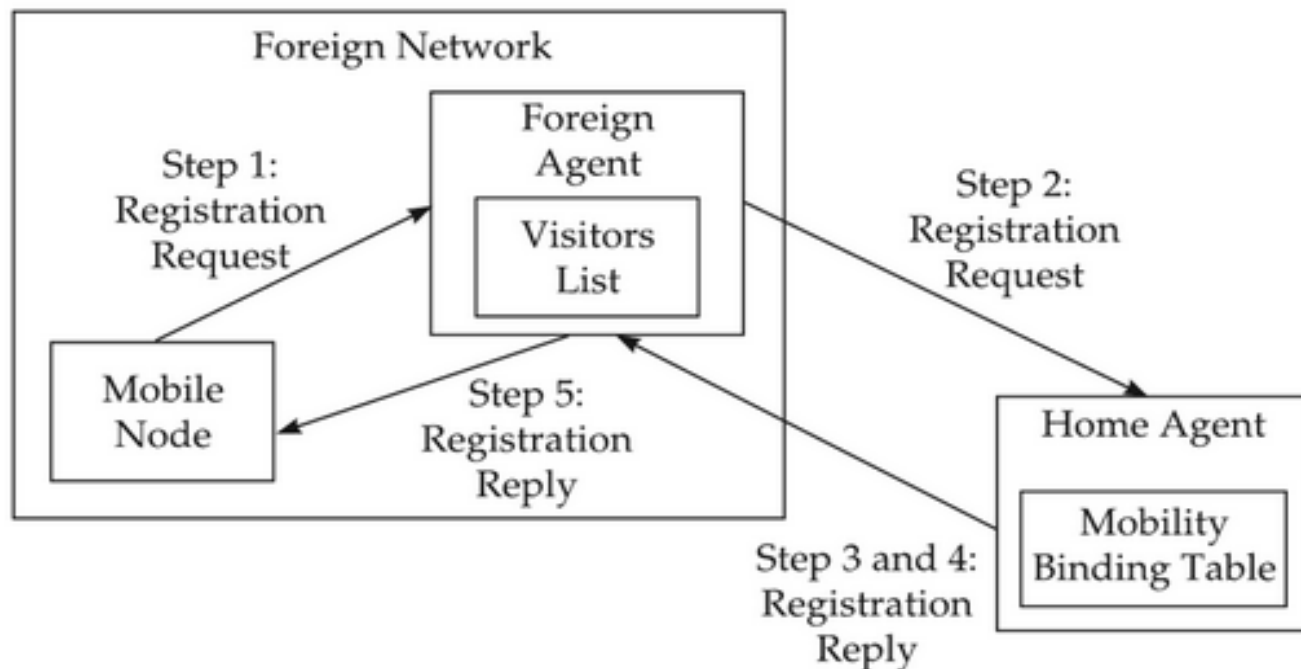 Foreign Network
Foreign
Agent
Visitors
List
Step 1:
Registration
Request
Step 2:
Registration
Request
Mobile
Node
Step 5:
Registration
Reply
Home Agent
Mobility
Binding Table
Step 3 and 4:
Registration
Reply